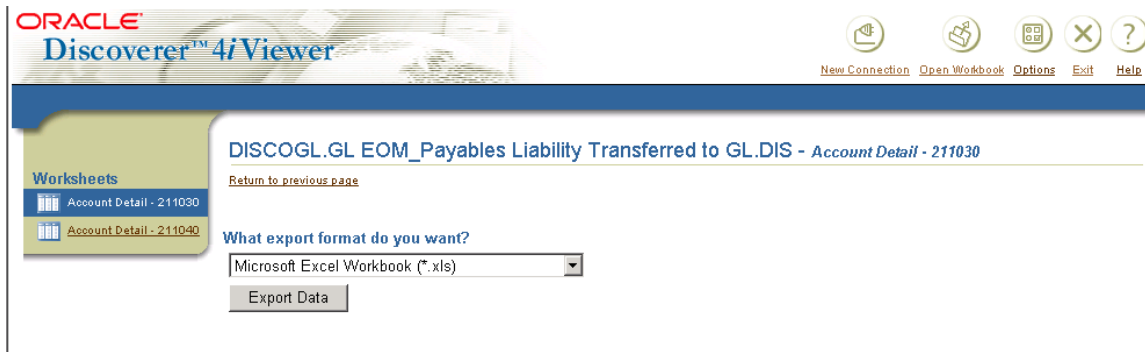 ORACLE
Discoverer™ 4iViewer
New Connection Open Workbook Options Exit Help
DISCOGL.GL EOM_Payables Liability Transferred to GL.DIS - Account Detail - 211030
Worksheets
Return to previous page
Account Detail - 211030
Account Detail - 211040
What export format do you want?
Microsoft Excel Workbook (*.xls)
Export Data